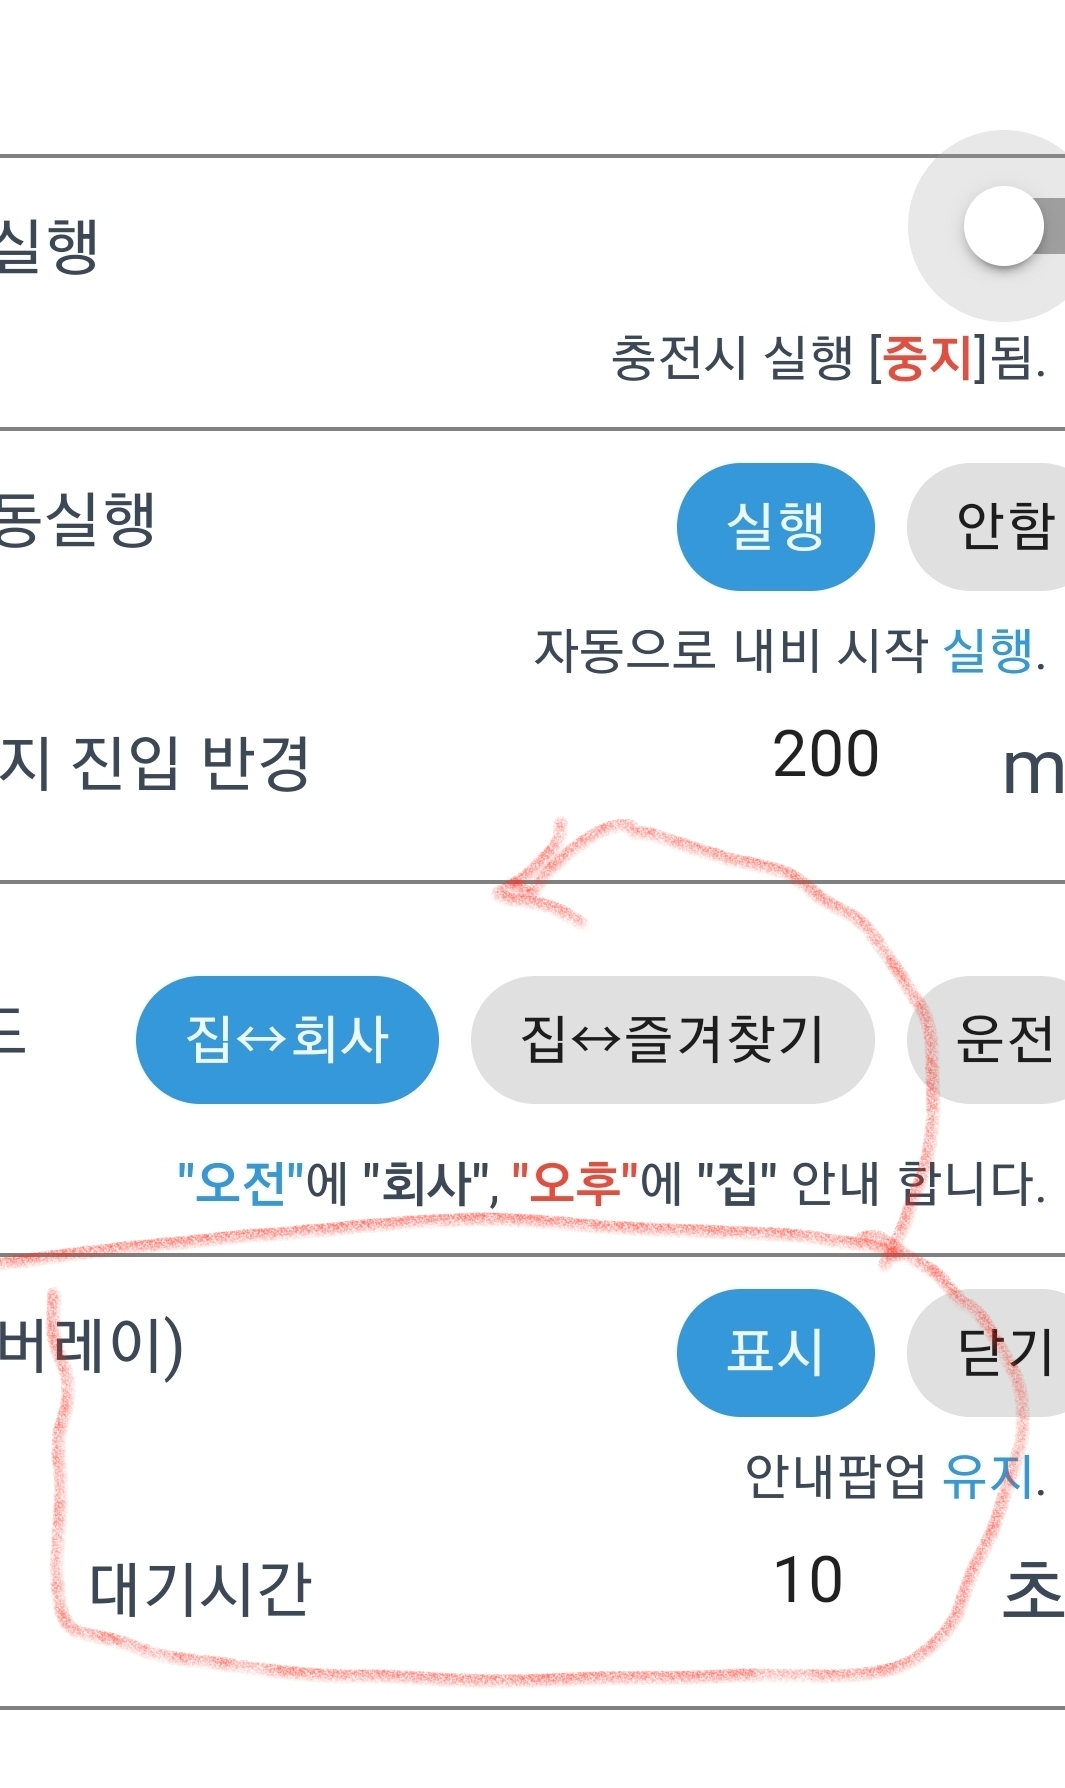 실행
충전시 실행 [중지]됨.
동실행 실행 안함
자동으로 내비 시작 실행.
지 진입 반경 200 m
드 집↔회사 집↔즐겨찾기 운전
"오전"에 "회사", "오후"에 "집" 안내 합니다.
버레이) 표시 닫기
안내팝업 유지.
대기시간 10 초